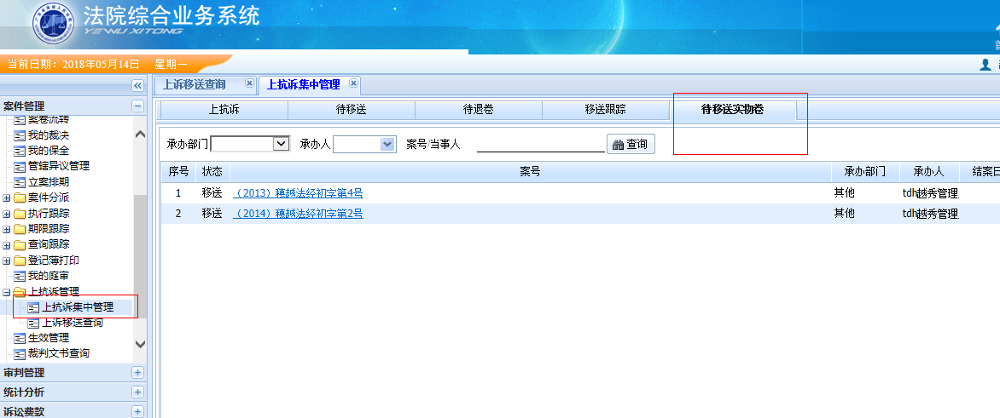 法院综合业务系统
YEWU XITONG
当前日期：2018年05月14日 星期一
案件管理
案卷流转
我的裁决
我的保全
管辖异议管理
立案排期
案件分派
执行跟踪
期限跟踪
查询跟踪
登记薄打印
我的庭审
上抗诉管理
上抗诉集中管理
上诉移送查询
生效管理
裁判文书查询
审判管理
统计分析
诉讼费款
上诉移送查询 上抗诉集中管理
上抗诉 待移送 待退卷 移送跟踪 待移送实物卷
承办部门 承办人 案号/当事人 查询
序号 状态 案号 承办部门 承办人 结案日
1 移送 （2013）穗越法经初字第4号 其他 tdh越秀管理
2 移送 （2014）穗越法经初字第2号 其他 tdh越秀管理